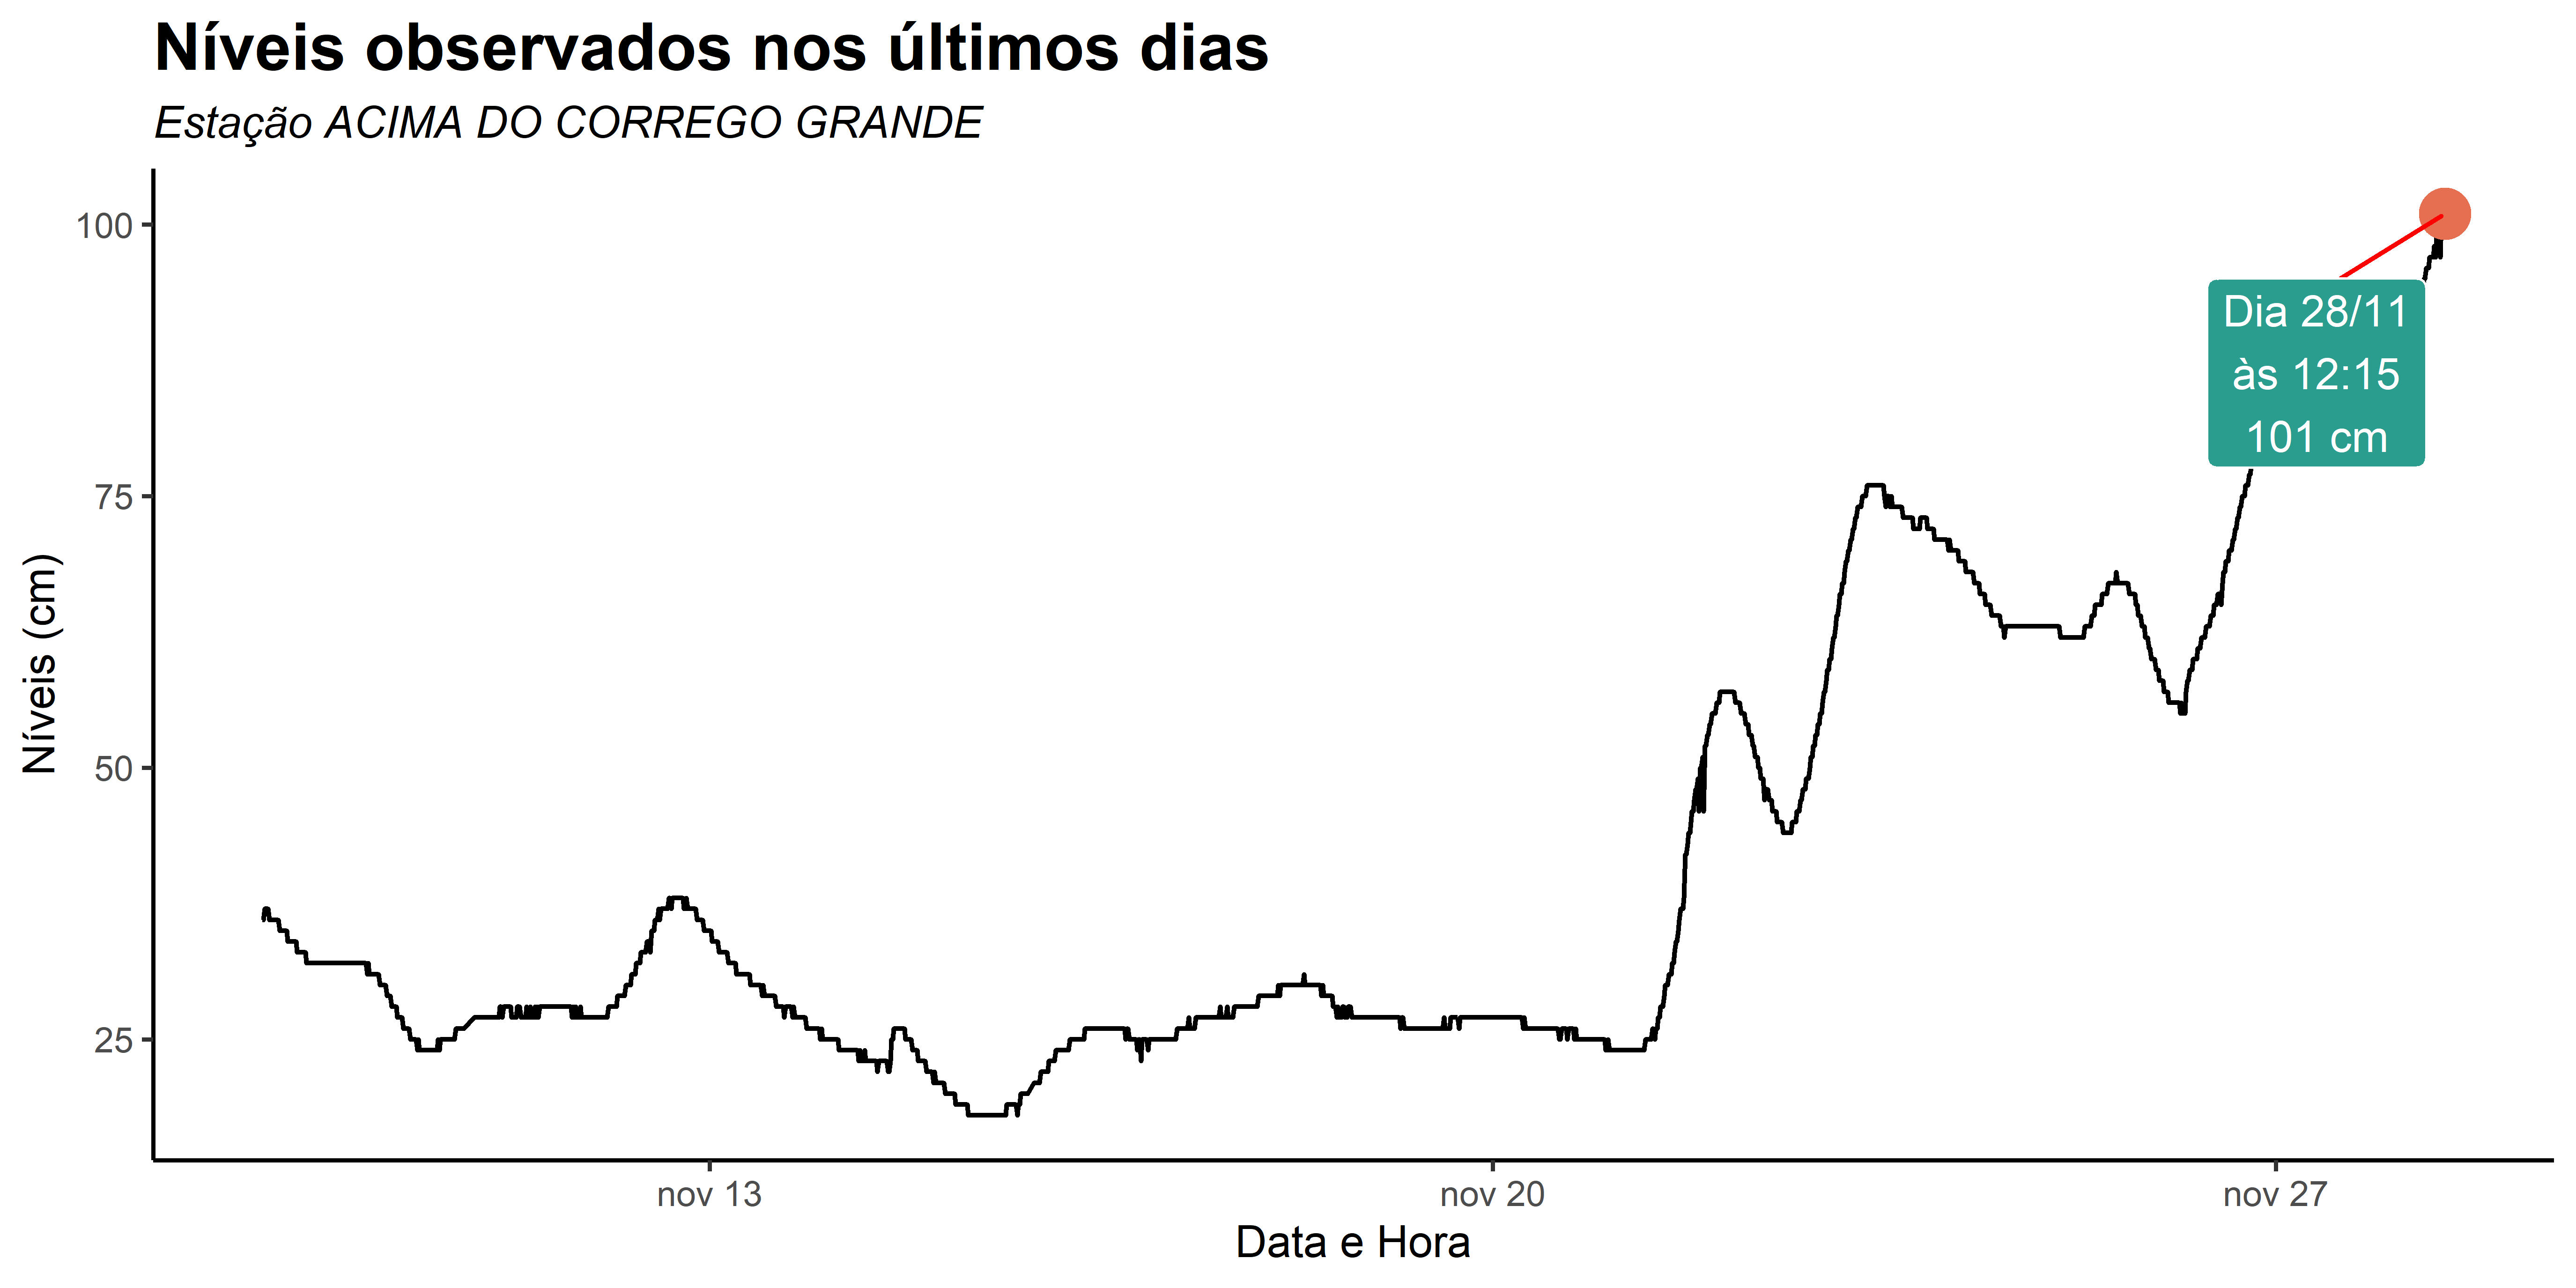 Níveis observados nos últimos dias
Estação ACIMA DO CORREGO GRANDE
Níveis (cm)
100
75
50
25
Dia 28/11
às 12:15
101 cm
nov 13
nov 20
nov 27
Data e Hora